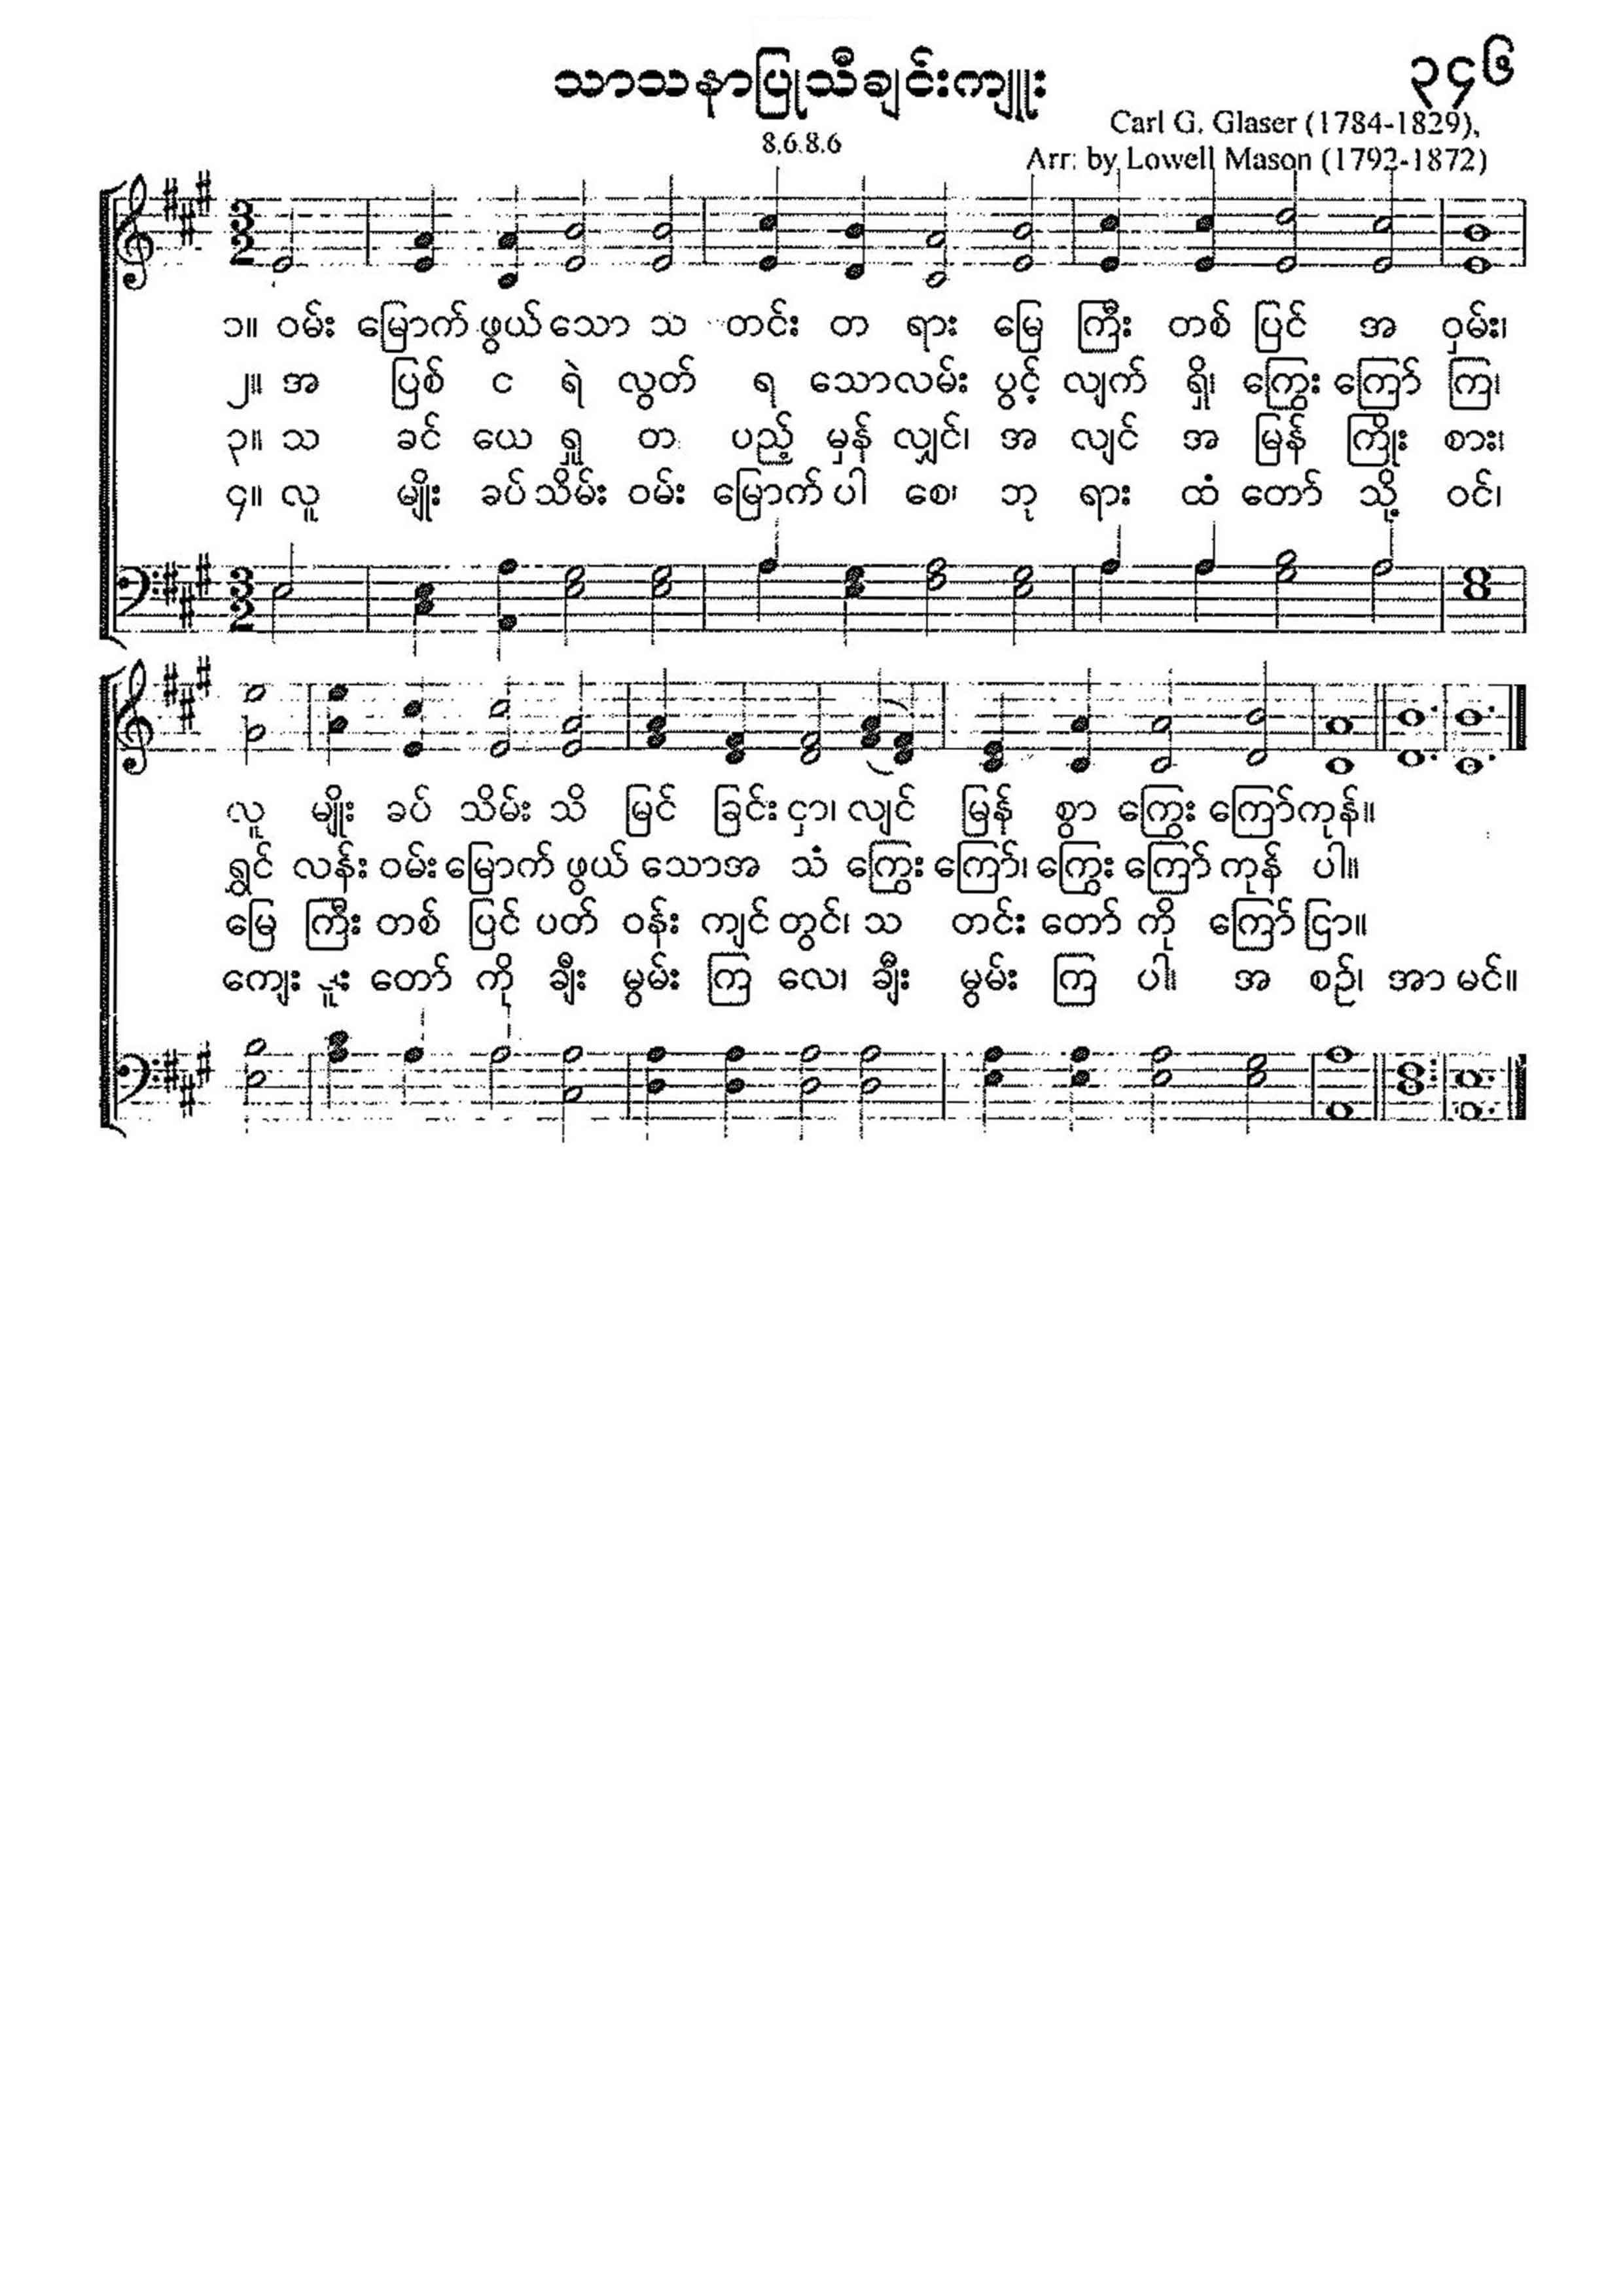 သာသနာပြုသီချင်းကျူး
၃၄၆
8.6.8.6
Carl G. Glaser (1784-1829),
Arr: by Lowell Mason (1792-1872)
၁။ ဝမ်း မြောက် ဖွယ် သော သ တင်း တ ရား မြေ ကြီး တစ် ပြင် အ ဝှမ်း၊
၂။ အ ပြစ် ငရဲ လွတ် ရ သော လမ်း ပွင့် လျက် ရှိ၊ ကြွေး ကြော် ကြ၊
၃။ သ ခင် ယေ ရှု တ ပည့် မှန် လျှင်၊ အ လျင် အ မြန် ကြိုး စား၊
၄။ လူ မျိုး ခပ် သိမ်း ဝမ်း မြောက် ပါ စေ၊ ဘု ရား ထံ တော် သို့ ဝင်၊
လူ မျိုး ခပ် သိမ်း သိ မြင် ခြင်း ငှာ၊ လျင် မြန် စွာ ကြွေး ကြော် ကုန်။
ရွှင် လန်း ဝမ်း မြောက် ဖွယ် သော အ သံ ကြွေး ကြော်၊ ကြွေး ကြော် ကုန် ပါ။
မြေ ကြီး တစ် ပြင် ပတ် ဝန်း ကျင် တွင်၊ သ တင်း တော် ကို ကြော် ငြာ။
ကျေး တော် ကို ချီး မွမ်း ကြ လေ၊ ချီး မွမ်း ကြ ပါ၊ အ စဉ်၊ အာ မင်။